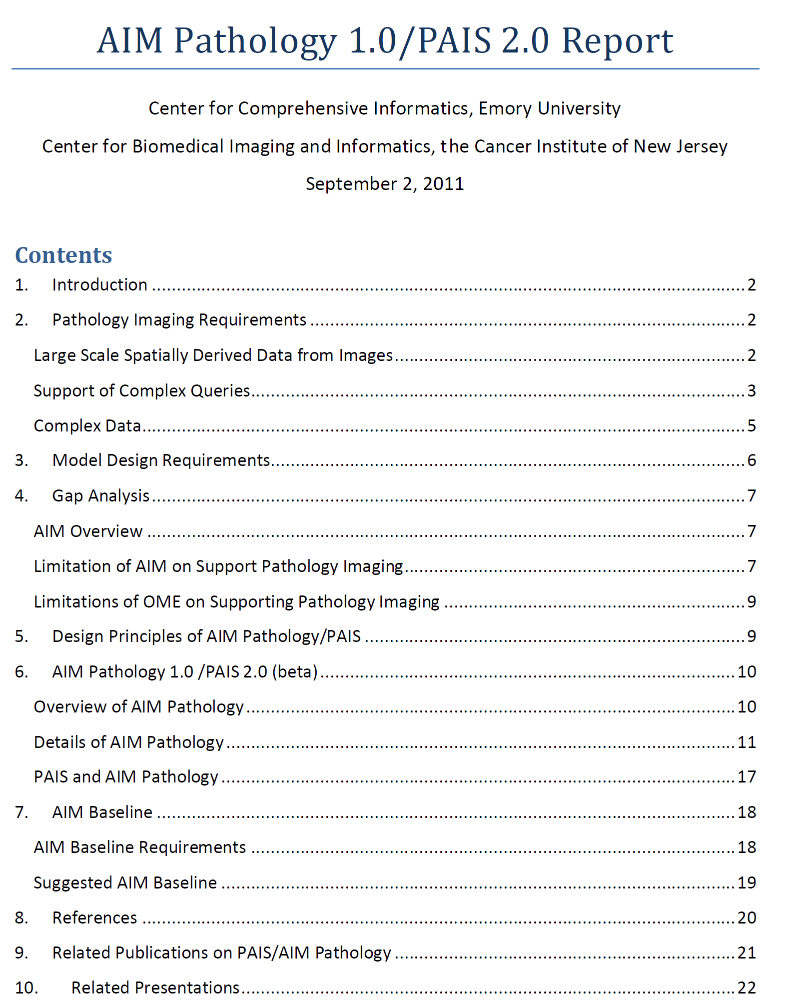 AIM Pathology 1.0/PAIS 2.0 Report
Center for Comprehensive Informatics, Emory University
Center for Biomedical Imaging and Informatics, the Cancer Institute of New Jersey
September 2, 2011
Contents
1. Introduction ........................................ 2
2. Pathology Imaging Requirements ........................................ 2
Large Scale Spatially Derived Data from Images ........................................ 2
Support of Complex Queries ........................................ 3
Complex Data ........................................ 5
3. Model Design Requirements ........................................ 6
4. Gap Analysis ........................................ 7
AIM Overview ........................................ 7
Limitation of AIM on Support Pathology Imaging ........................................ 7
Limitations of OME on Supporting Pathology Imaging ........................................ 9
5. Design Principles of AIM Pathology/PAIS ........................................ 9
6. AIM Pathology 1.0 /PAIS 2.0 (beta) ........................................ 10
Overview of AIM Pathology ........................................ 10
Details of AIM Pathology ........................................ 11
PAIS and AIM Pathology ........................................ 17
7. AIM Baseline ........................................ 18
AIM Baseline Requirements ........................................ 18
Suggested AIM Baseline ........................................ 19
8. References ........................................ 20
9. Related Publications on PAIS/AIM Pathology ........................................ 21
10. Related Presentations ........................................ 22